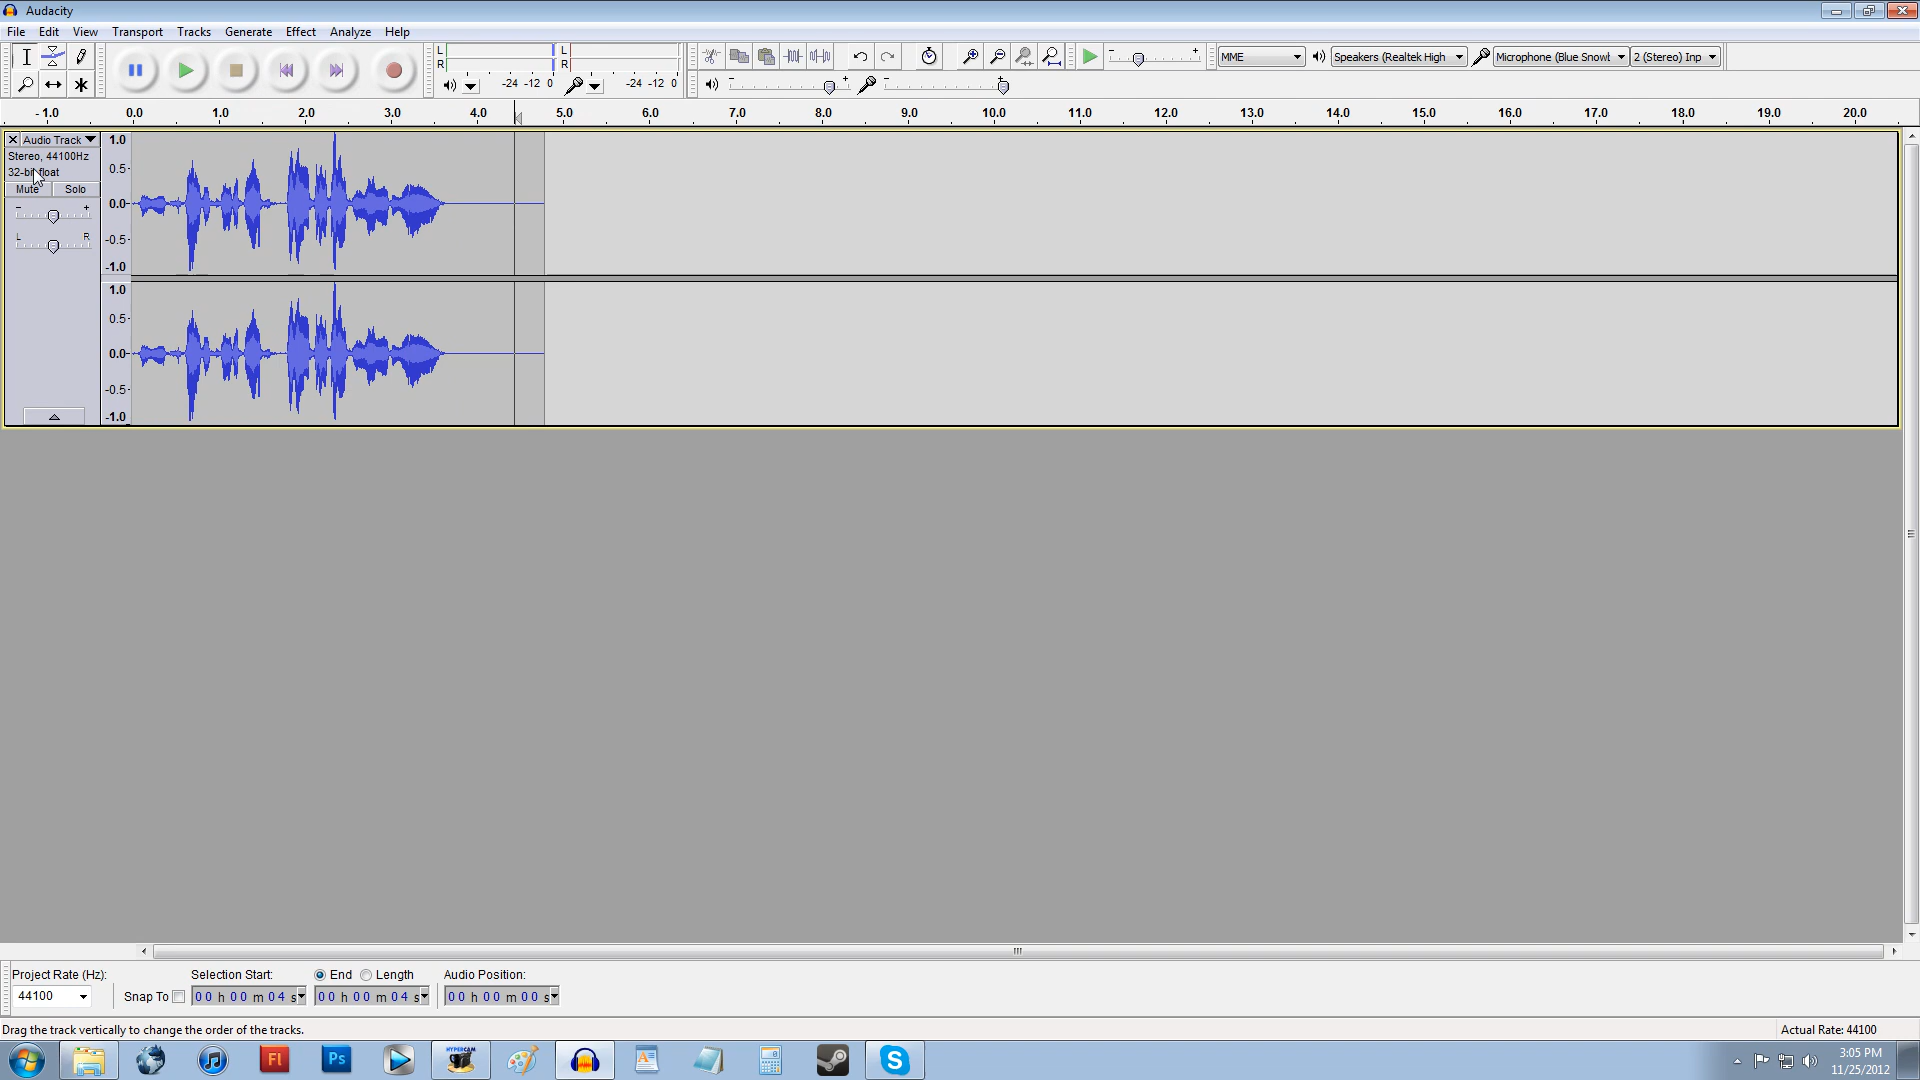 Audacity
File Edit View Transport Tracks Generate Effect Analyze Help
L
R
-24 -12 0
L
R
-24 -12 0
MME
Speakers (Realtek High
Microphone (Blue Snowl
2 (Stereo) Inp
- 1.0 0.0 1.0 2.0 3.0 4.0 5.0 6.0 7.0 8.0 9.0 10.0 11.0 12.0 13.0 14.0 15.0 16.0 17.0 18.0 19.0 20.0
Audio Track
Stereo, 44100Hz
32-bit float
Mute Solo
- +
L R
1.0
0.5
0.0
-0.5
-1.0
1.0
0.5
0.0
-0.5
-1.0
Project Rate (Hz):
44100
Snap To
Selection Start:
00 h 00 m 04 s
End Length
00 h 00 m 04 s
Audio Position:
00 h 00 m 00 s
Drag the track vertically to change the order of the tracks.
Actual Rate: 44100
Fl
Ps
HYPERCAM
A
S
3:05 PM
11/25/2012